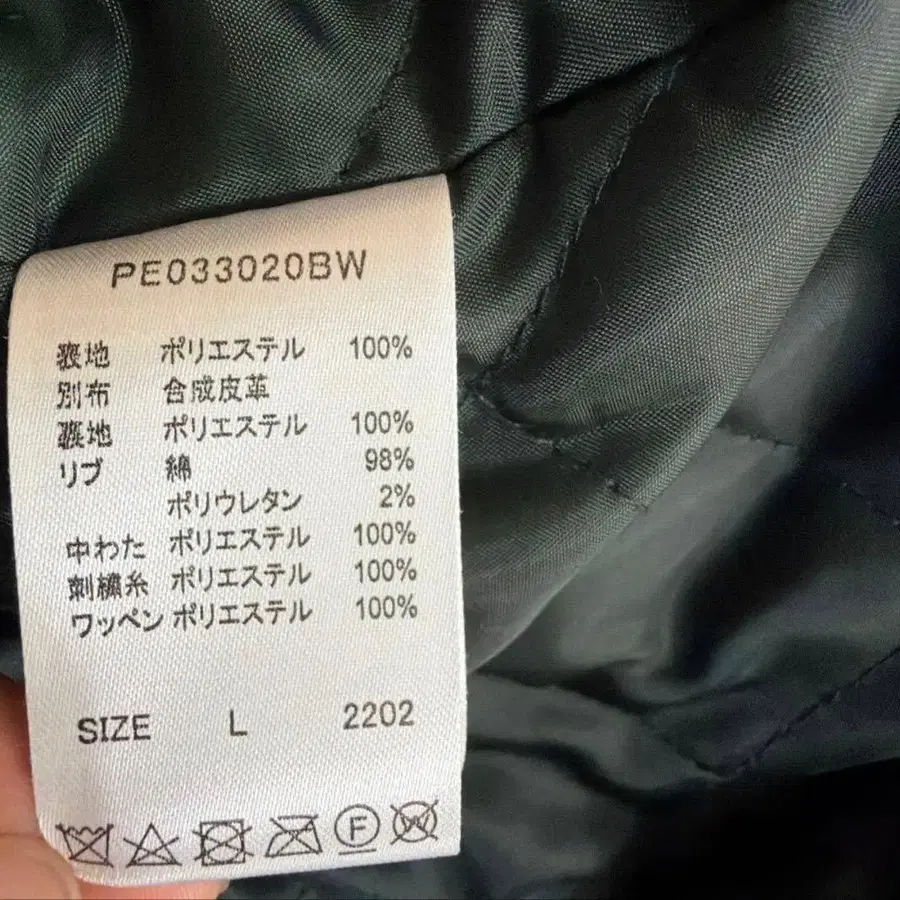 PE033020BW
表地 ポリエステル 100%
別布 合成皮革
裏地 ポリエステル 100%
リブ 綿 98%
ポリウレタン 2%
中わた ポリエステル 100%
刺繍糸 ポリエステル 100%
ワッペン ポリエステル 100%
SIZE L 2202
F W